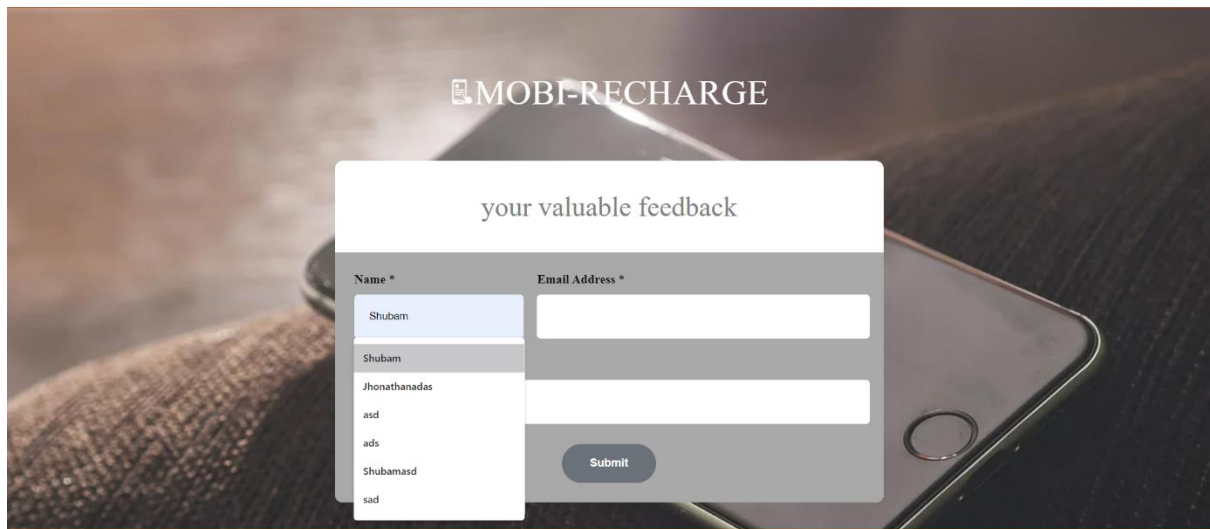 MOBI-RECHARGE
your valuable feedback
Name * Email Address *
Shubam
Shubam
Jhonathanadas
asd
ads
Shubamasd
sad
Submit